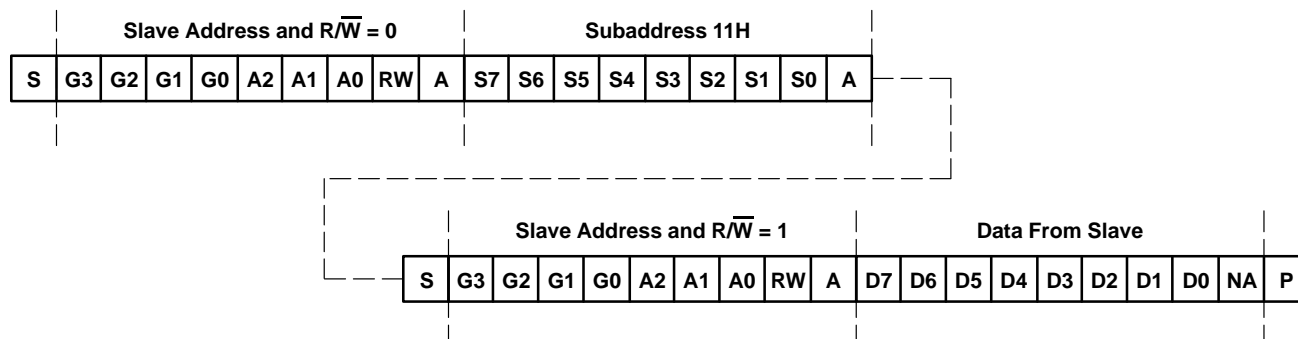 Slave Address and R/W̅ = 0 Subaddress 11H
S G3 G2 G1 G0 A2 A1 A0 RW A S7 S6 S5 S4 S3 S2 S1 S0 A
Slave Address and R/W̅ = 1 Data From Slave
S G3 G2 G1 G0 A2 A1 A0 RW A D7 D6 D5 D4 D3 D2 D1 D0 NA P